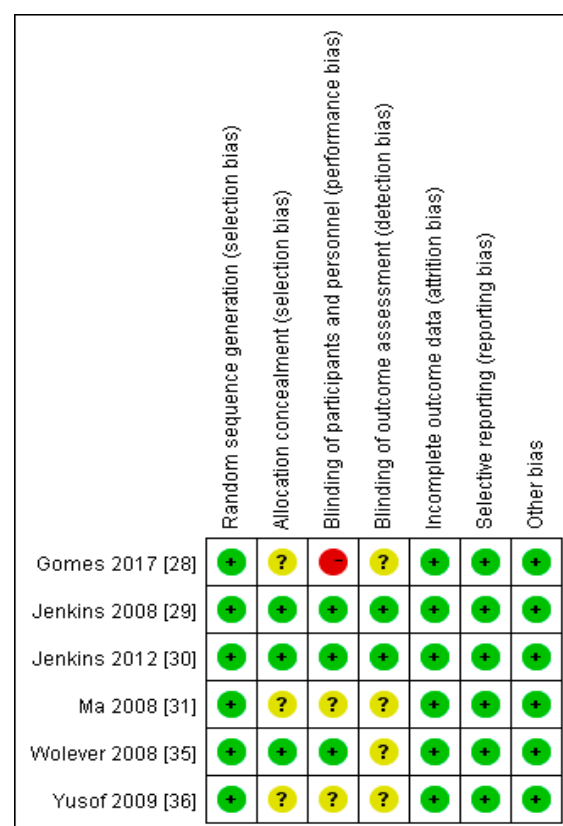 Random sequence generation (selection bias)
Allocation concealment (selection bias)
Blinding of participants and personnel (performance bias)
Blinding of outcome assessment (detection bias)
Incomplete outcome data (attrition bias)
Selective reporting (reporting bias)
Other bias
Gomes 2017 [28] + ? - ? + + +
Jenkins 2008 [29] + + + + + + +
Jenkins 2012 [30] + + + + + + +
Ma 2008 [31] + ? ? ? + + +
Wolever 2008 [35] + + + ? + + +
Yusof 2009 [36] + ? ? ? + + +